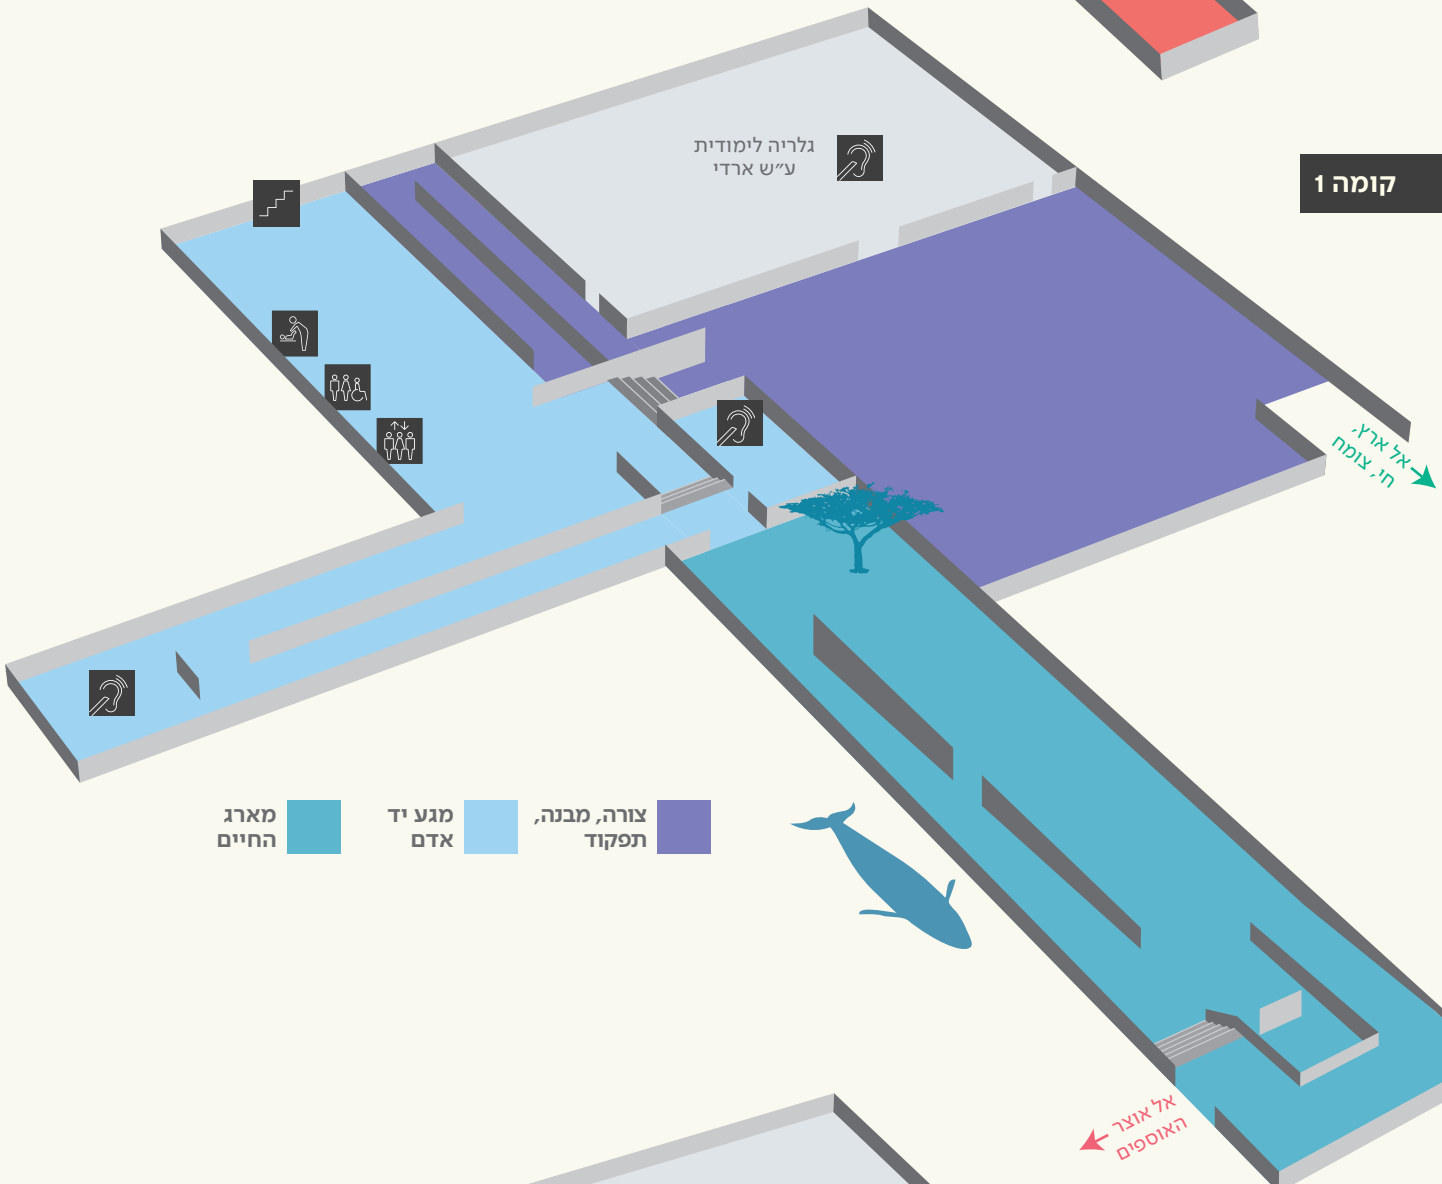 גלריה לימודית
ע״ש ארדי
קומה 1
אל ארץ,
חי, צומח
צורה, מבנה,
תפקוד
מגע יד
אדם
מארג
החיים
אל אוצר
האוספים